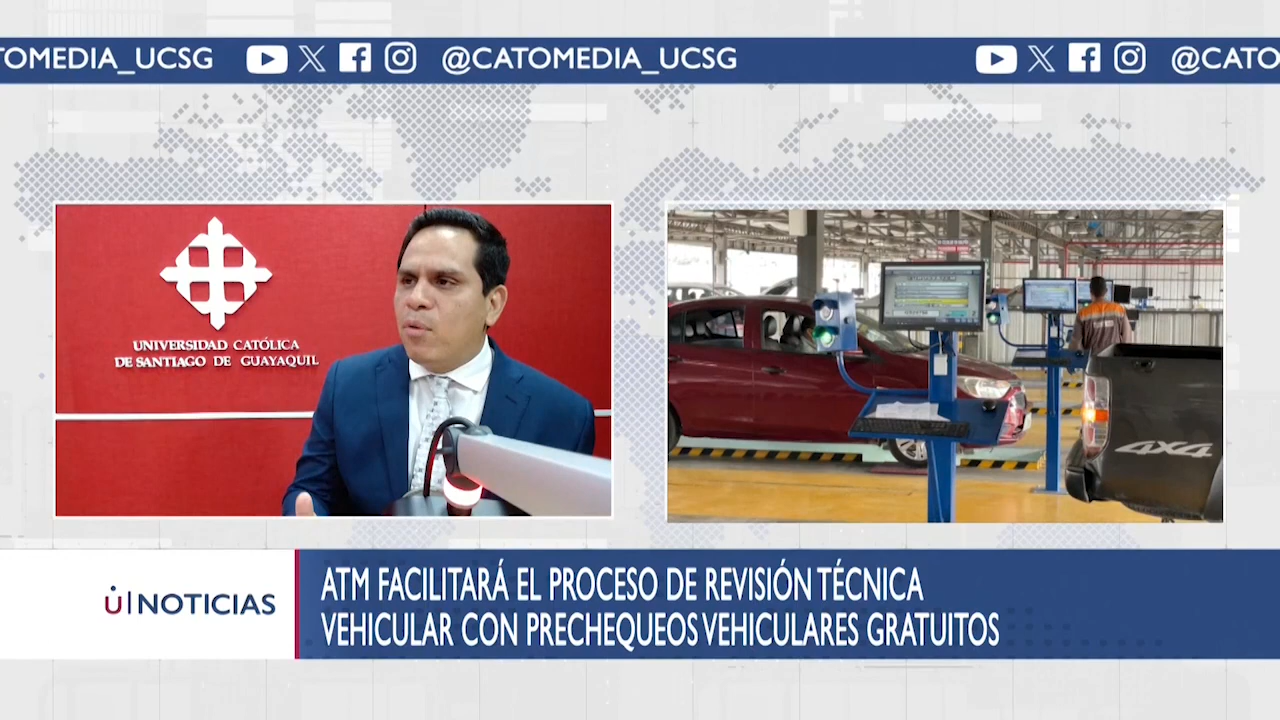 TOMEDIA_UCSG @CATOMEDIA_UCSG @CATO
UNIVERSIDAD CATÓLICA
DE SANTIAGO DE GUAYAQUIL
4X4
Ü|NOTICIAS
ATM FACILITARÁ EL PROCESO DE REVISIÓN TÉCNICA
VEHICULAR CON PRECHEQUEOS VEHICULARES GRATUITOS